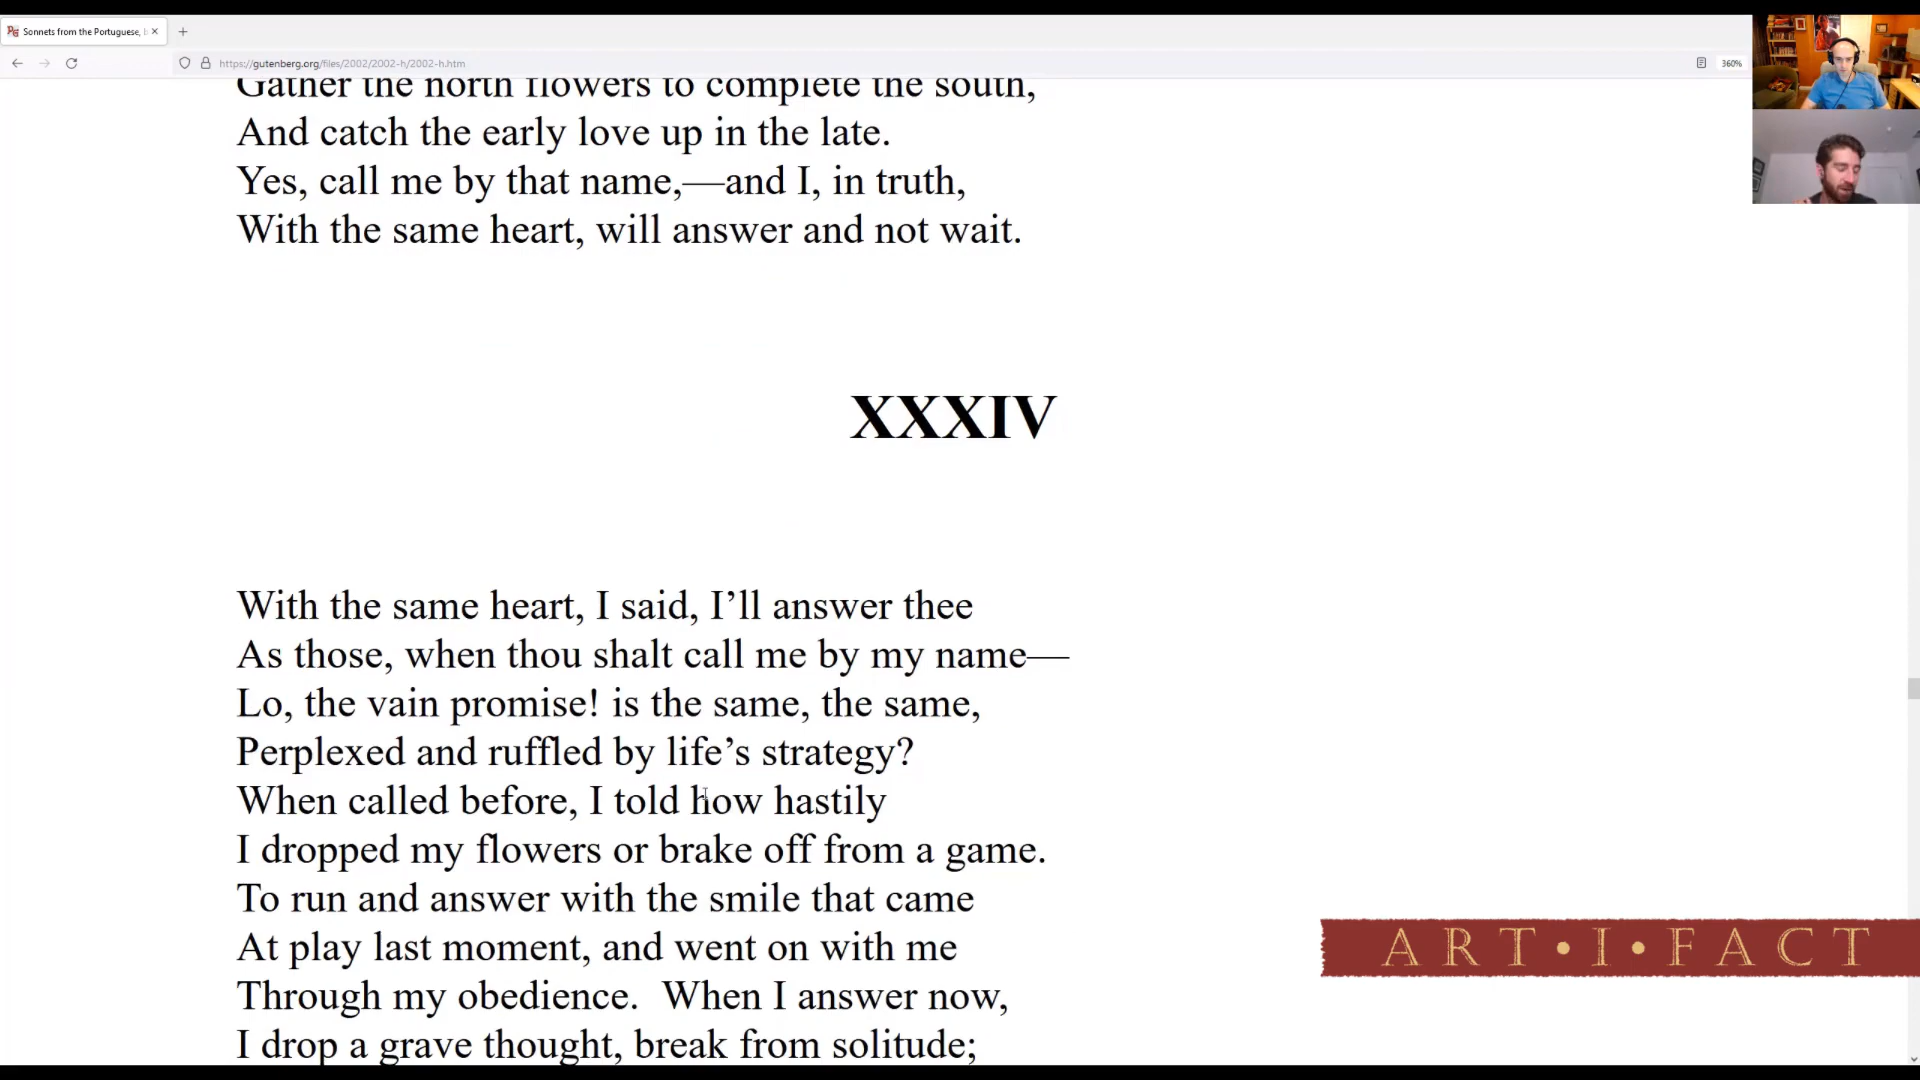 Sonnets from the Portuguese,
https://gutenberg.org/files/2002/2002-h/2002-h.htm
360%
Gather the north flowers to complete the south,
And catch the early love up in the late.
Yes, call me by that name,—and I, in truth,
With the same heart, will answer and not wait.
XXXIV
With the same heart, I said, I’ll answer thee
As those, when thou shalt call me by my name—
Lo, the vain promise! is the same, the same,
Perplexed and ruffled by life’s strategy?
When called before, I told how hastily
I dropped my flowers or brake off from a game.
To run and answer with the smile that came
At play last moment, and went on with me
Through my obedience.  When I answer now,
I drop a grave thought, break from solitude;
ART•I•FACT